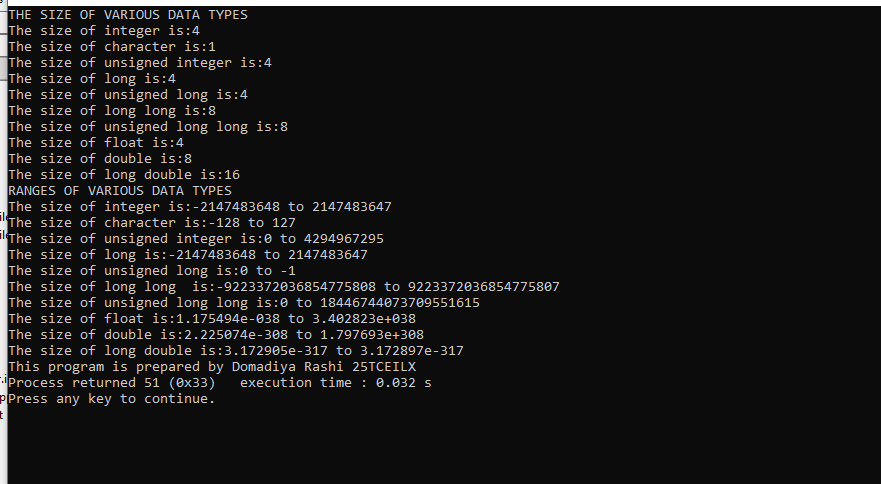 THE SIZE OF VARIOUS DATA TYPES
The size of integer is:4
The size of character is:1
The size of unsigned integer is:4
The size of long is:4
The size of unsigned long is:4
The size of long long is:8
The size of unsigned long long is:8
The size of float is:4
The size of double is:8
The size of long double is:16
RANGES OF VARIOUS DATA TYPES
The size of integer is:-2147483648 to 2147483647
The size of character is:-128 to 127
The size of unsigned integer is:0 to 4294967295
The size of long is:-2147483648 to 2147483647
The size of unsigned long is:0 to -1
The size of long long  is:-9223372036854775808 to 9223372036854775807
The size of unsigned long long is:0 to 18446744073709551615
The size of float is:1.175494e-038 to 3.402823e+038
The size of double is:2.225074e-308 to 1.797693e+308
The size of long double is:3.172905e-317 to 3.172897e-317
This program is prepared by Domadiya Rashi 25TCEILX
Process returned 51 (0x33)   execution time : 0.032 s
Press any key to continue.